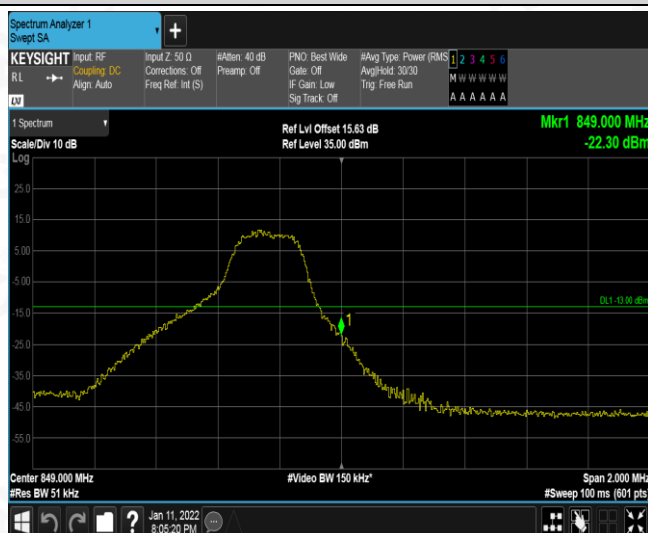 Spectrum Analyzer 1
Swept SA
KEYSIGHT
RL
Input: RF
Coupling: DC
Align: Auto
Input Z: 50 Ω
Corrections: Off
Freq Ref: Int (S)
#Atten: 40 dB
Preamp: Off
PNO: Best Wide
Gate: Off
IF Gain: Low
Sig Track: Off
#Avg Type: Power (RMS
Avg|Hold: 30/30
Trig: Free Run
1 2 3 4 5 6
M W W W W W
A A A A A A
1 Spectrum
Scale/Div 10 dB
Ref Lvl Offset 15.63 dB
Ref Level 35.00 dBm
Mkr1 849.000 MHz
-22.30 dBm
Log
25.0
15.0
5.00
-5.00
DL1 -13.00 dBm
-15.0
1
-25.0
-35.0
-45.0
-55.0
Center 849.000 MHz
#Video BW 150 kHz*
Span 2.000 MHz
#Res BW 51 kHz
#Sweep 100 ms (601 pts)
?
Jan 11, 2022
8:05:20 PM